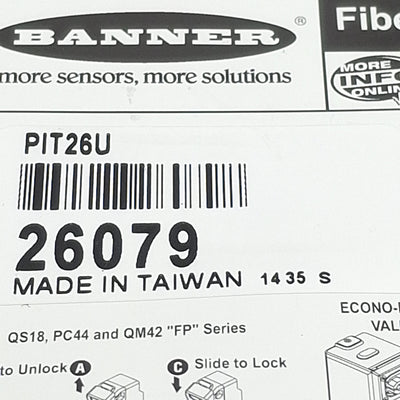 BANNER®
Fibe
more sensors, more solutions
MORE
INFO
ONLINE
PIT26U
26079
MADE IN TAIWAN 1435 S
QS18, PC44 and QM42 "FP" Series
ECONO-
VAL
to Unlock A
C Slide to Lock